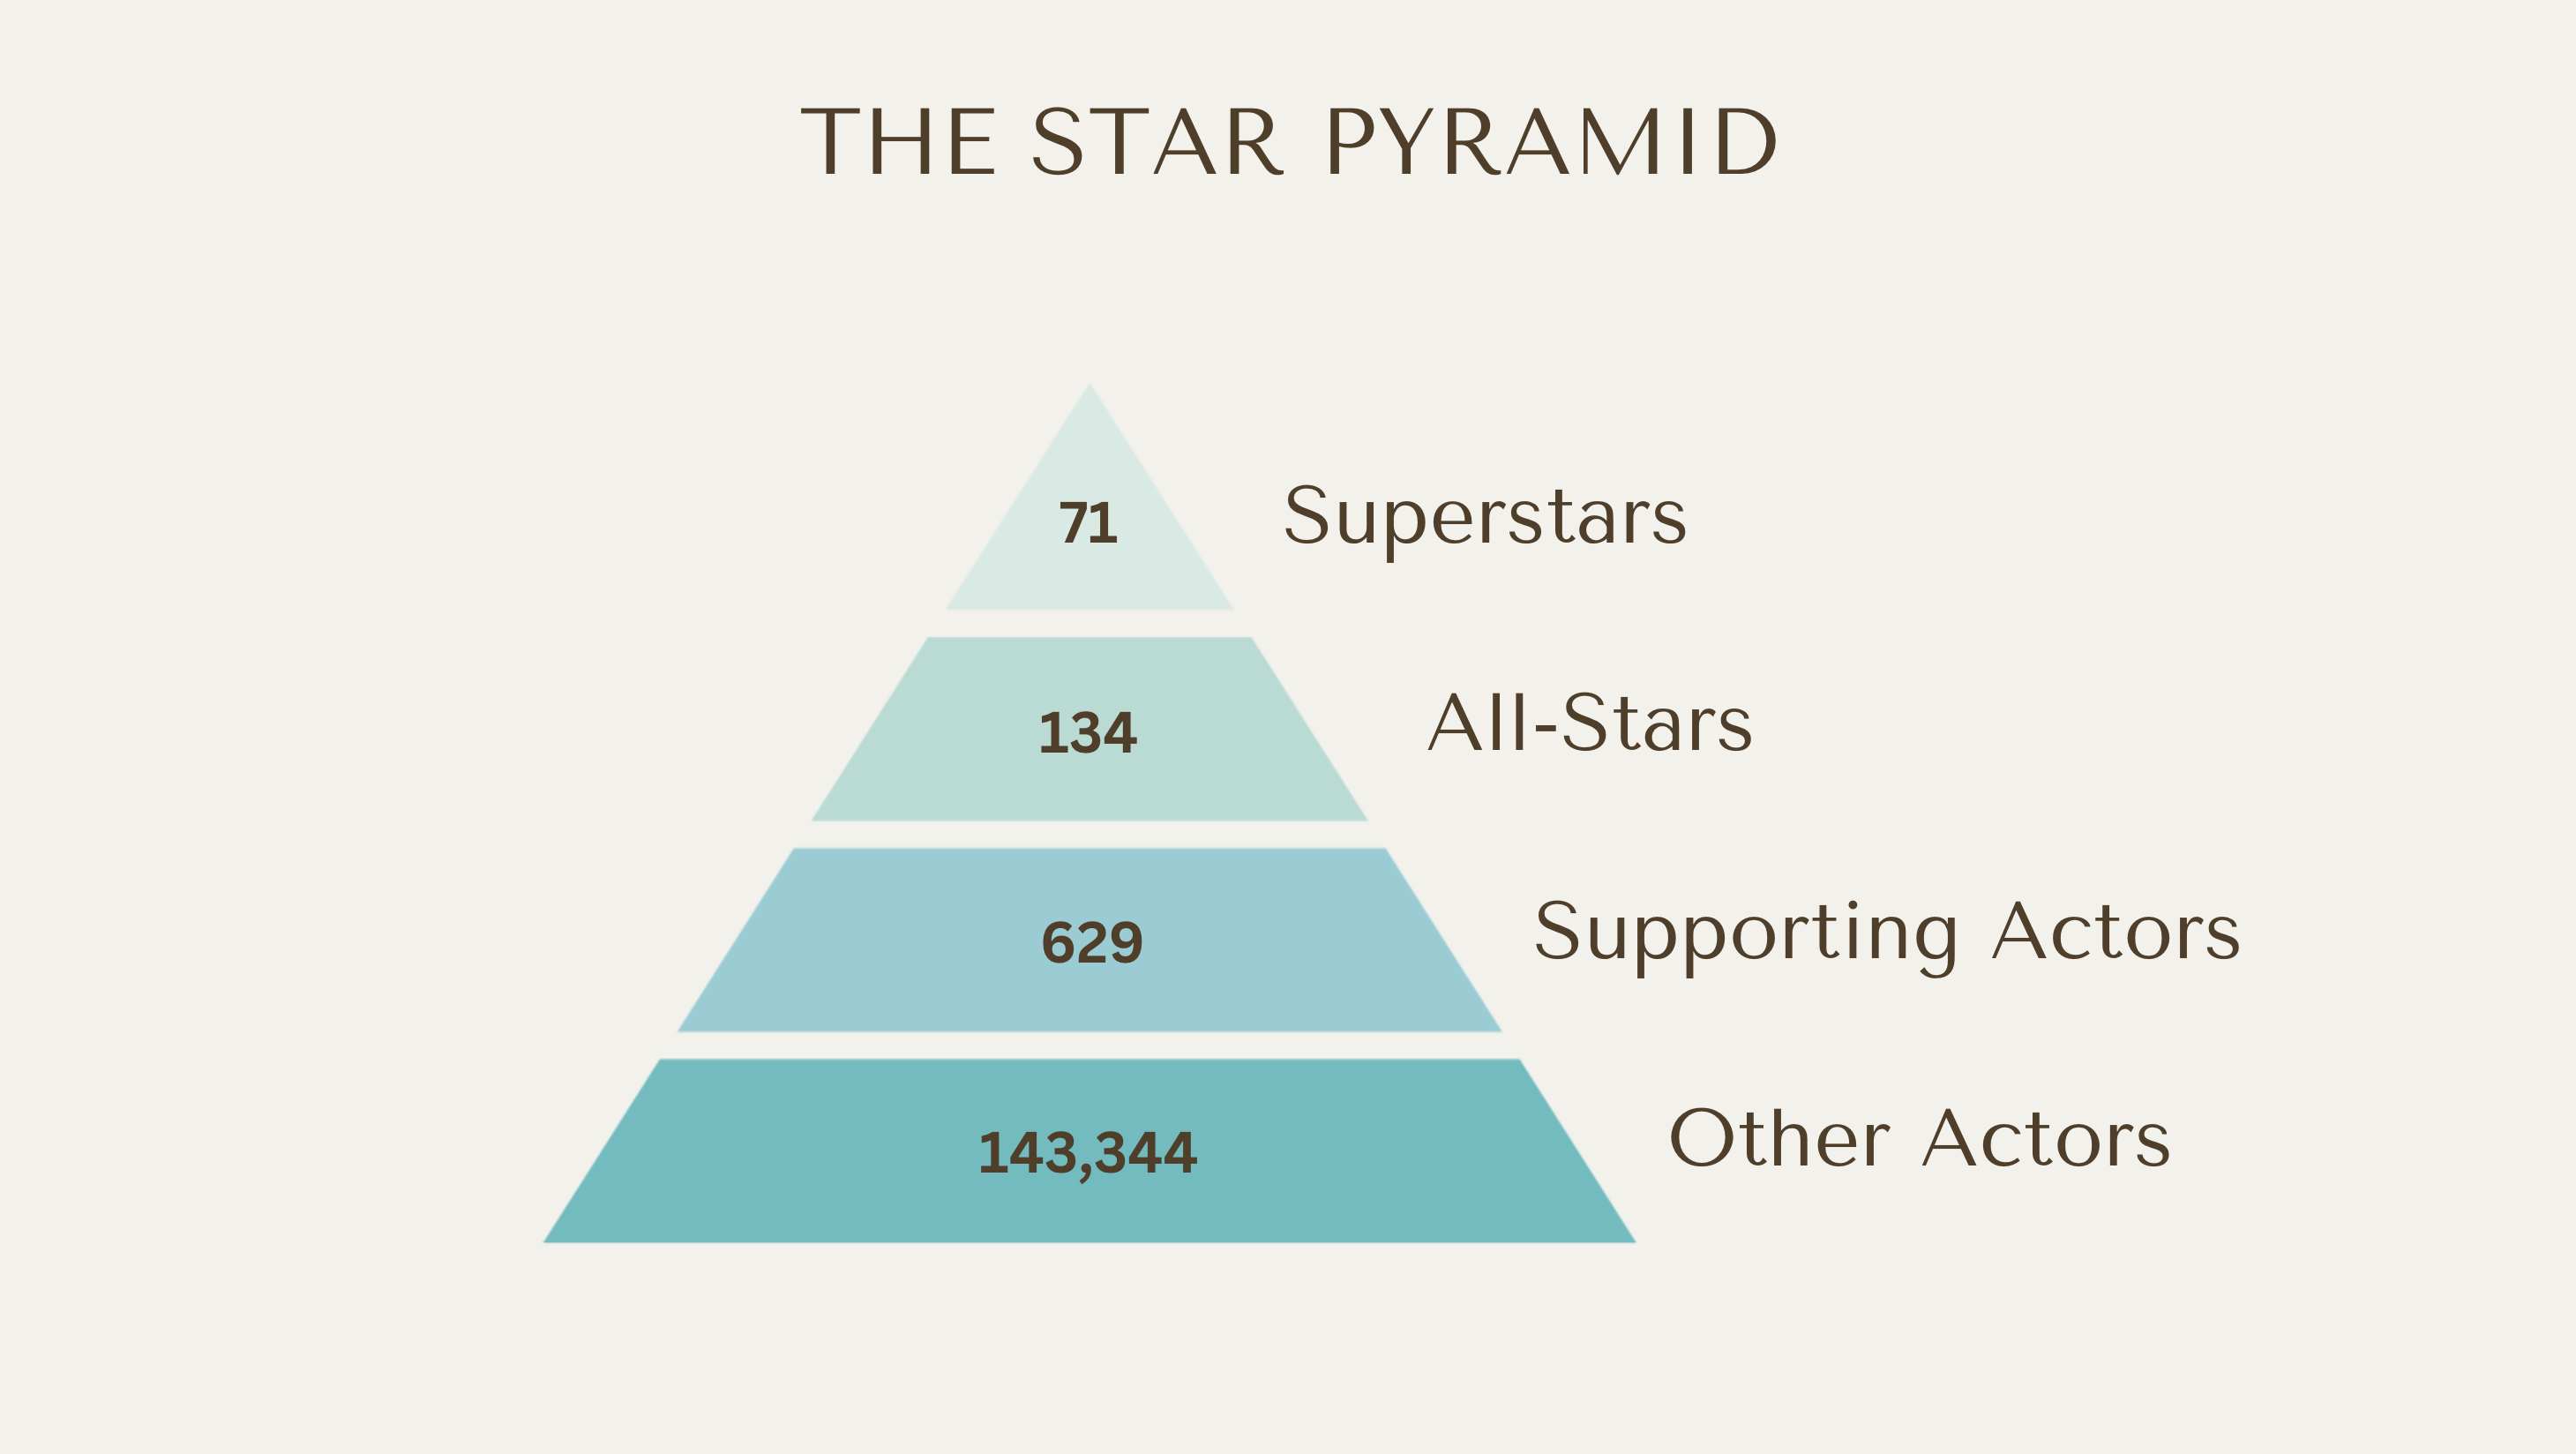 THE STAR PYRAMID
71 Superstars
134 All-Stars
629 Supporting Actors
143,344 Other Actors